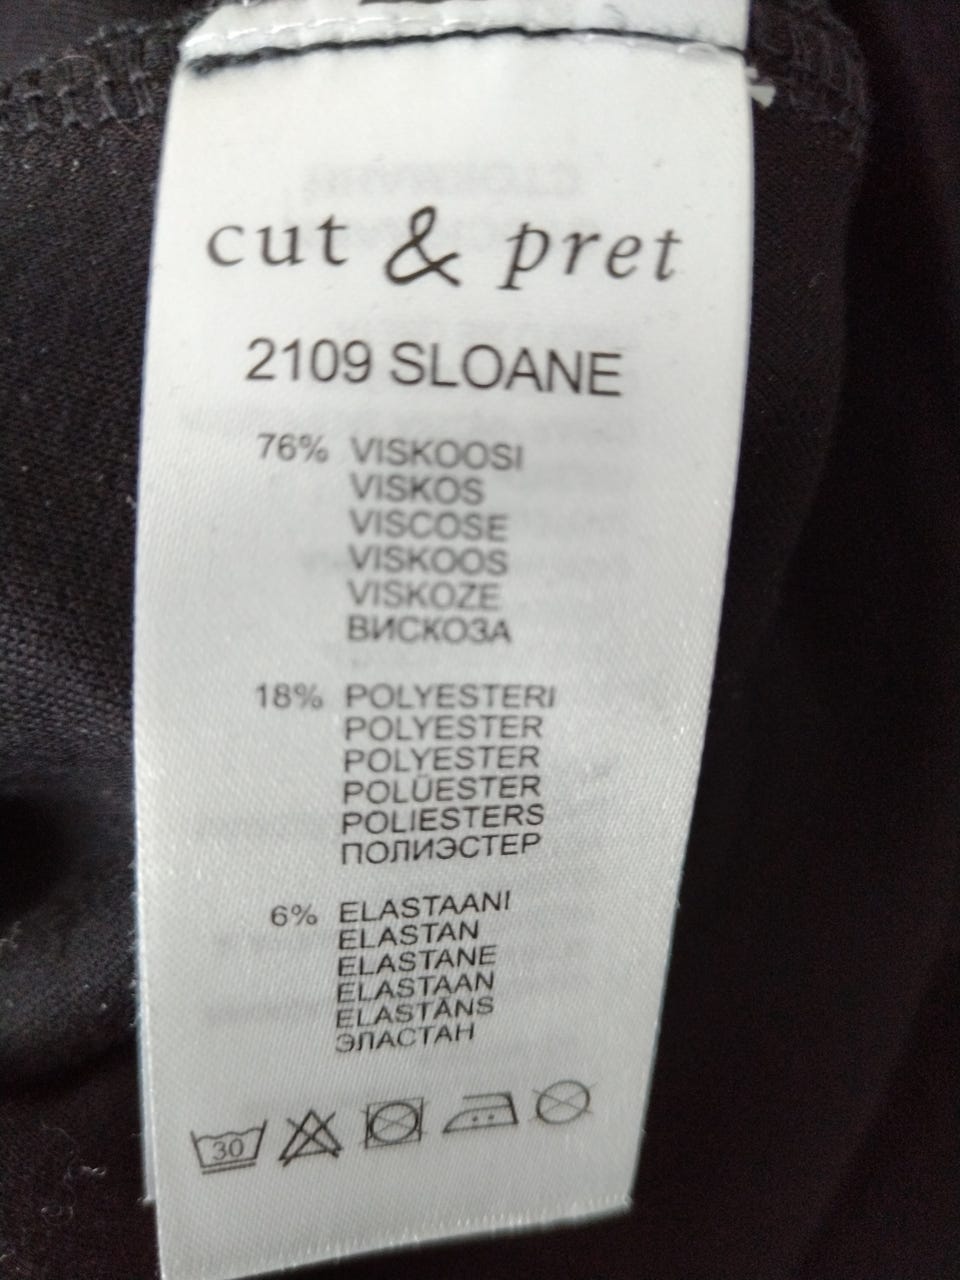 cut & pret
2109 SLOANE
76% VISKOOSI
VISKOS
VISCOSE
VISKOOS
VISKOZE
ВИСКОЗА
18% POLYESTERI
POLYESTER
POLYESTER
POLÜESTER
POLIESTERS
ПОЛИЭСТЕР
6% ELASTAANI
ELASTAN
ELASTANE
ELASTAAN
ELASTĀNS
ЭЛАСТАН
30